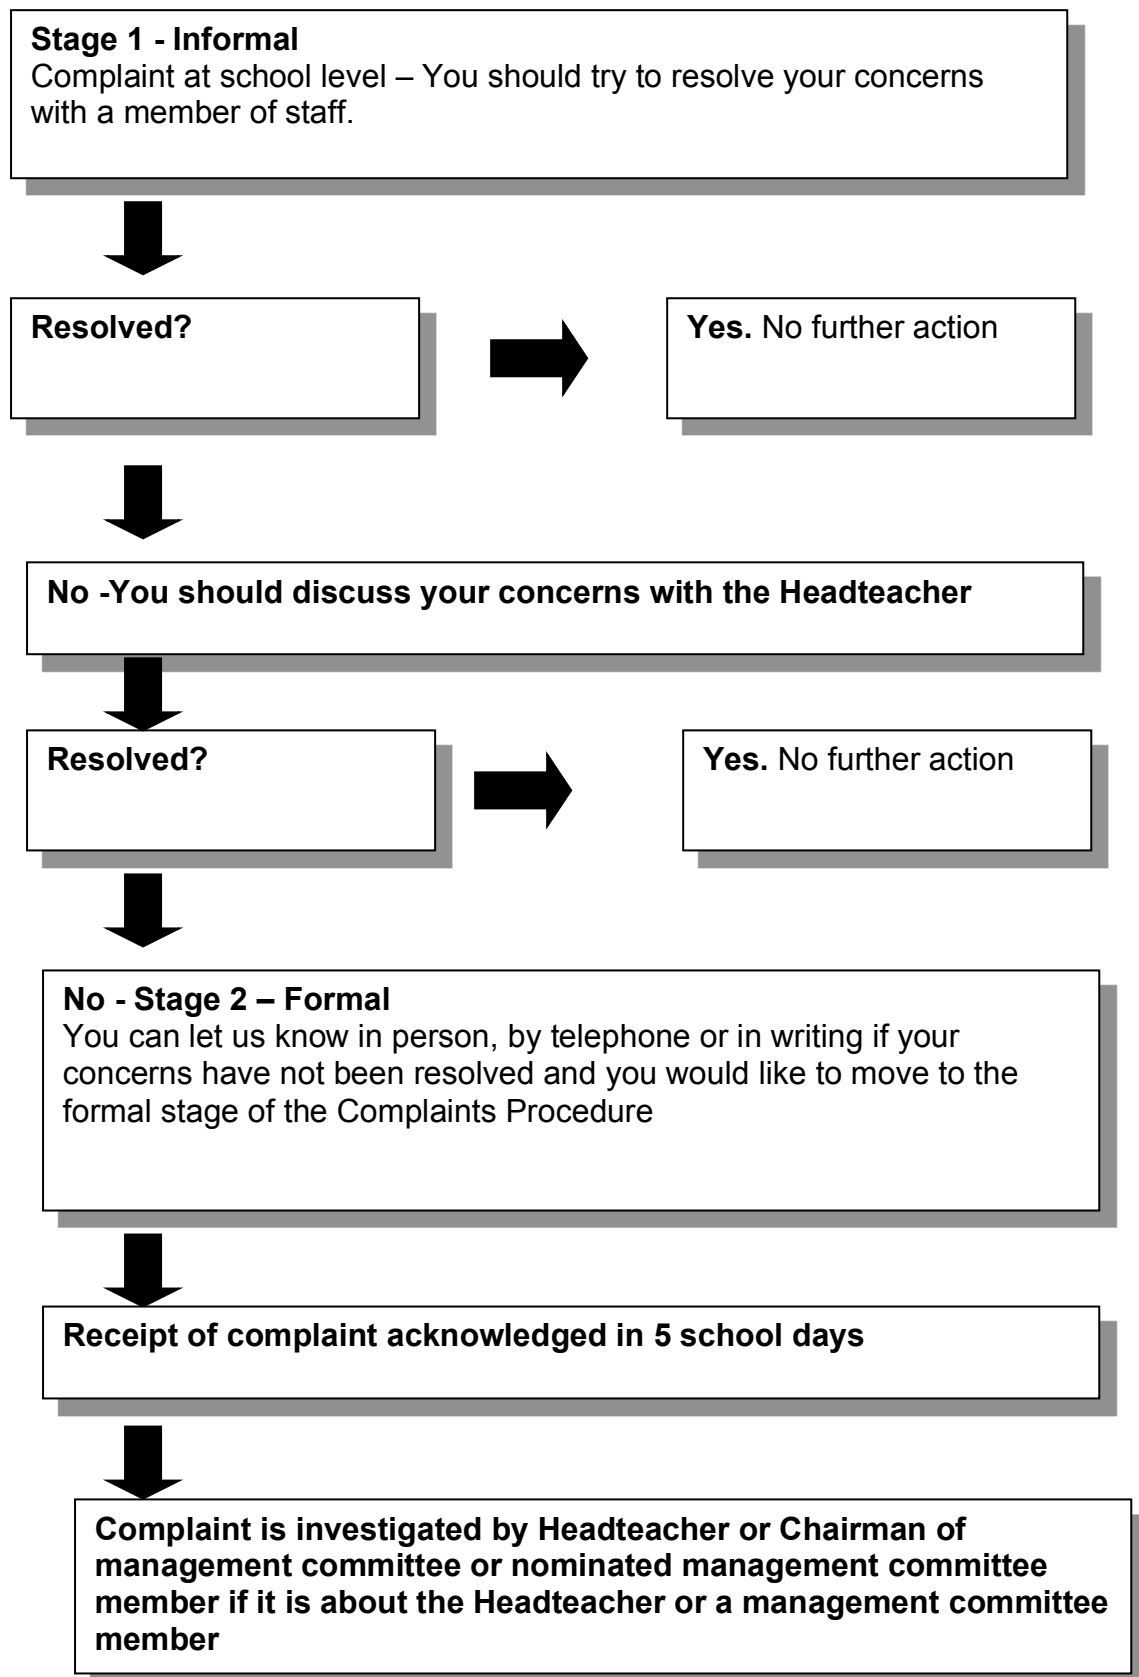 Stage 1 - Informal
Complaint at school level – You should try to resolve your concerns
with a member of staff.
Resolved?
Yes. No further action
No -You should discuss your concerns with the Headteacher
Resolved?
Yes. No further action
No - Stage 2 – Formal
You can let us know in person, by telephone or in writing if your
concerns have not been resolved and you would like to move to the
formal stage of the Complaints Procedure
Receipt of complaint acknowledged in 5 school days
Complaint is investigated by Headteacher or Chairman of
management committee or nominated management committee
member if it is about the Headteacher or a management committee
member